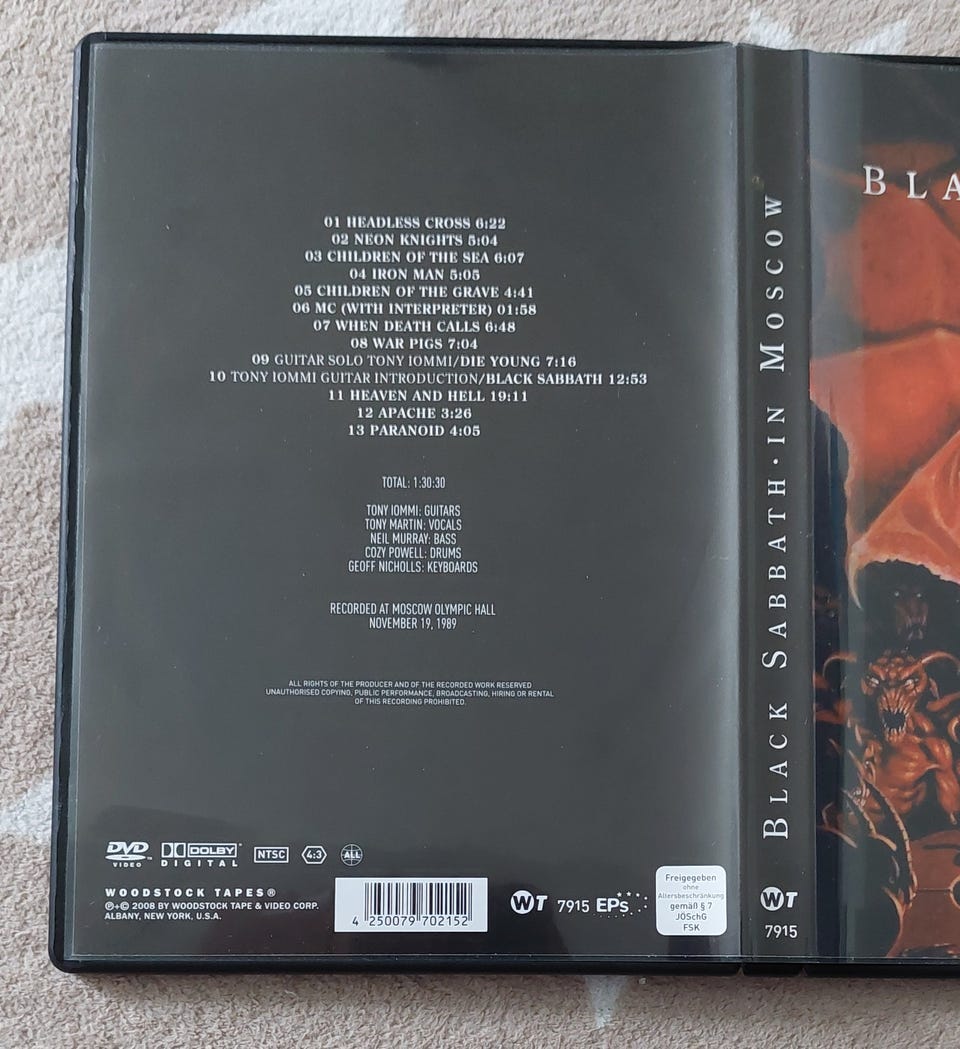 01 HEADLESS CROSS 6:22
02 NEON KNIGHTS 5:04
03 CHILDREN OF THE SEA 6:07
04 IRON MAN 5:05
05 CHILDREN OF THE GRAVE 4:41
06 MC (WITH INTERPRETER) 01:58
07 WHEN DEATH CALLS 6:48
08 WAR PIGS 7:04
09 GUITAR SOLO TONY IOMMI/DIE YOUNG 7:16
10 TONY IOMMI GUITAR INTRODUCTION/BLACK SABBATH 12:53
11 HEAVEN AND HELL 19:11
12 APACHE 3:26
13 PARANOID 4:05
TOTAL: 1:30:30
TONY IOMMI: GUITARS
TONY MARTIN: VOCALS
NEIL MURRAY: BASS
COZY POWELL: DRUMS
GEOFF NICHOLLS: KEYBOARDS
RECORDED AT MOSCOW OLYMPIC HALL
NOVEMBER 19, 1989
ALL RIGHTS OF THE PRODUCER AND OF THE RECORDED WORK RESERVED
UNAUTHORISED COPYING, PUBLIC PERFORMANCE, BROADCASTING, HIRING OR RENTAL
OF THIS RECORDING PROHIBITED.
DVD VIDEO
DOLBY DIGITAL
NTSC
4:3
ALL
WOODSTOCK TAPES®
℗+© 2008 BY WOODSTOCK TAPE & VIDEO CORP.
ALBANY, NEW YORK, U.S.A.
4 250079 702152
WT 7915 EPs
Freigegeben
ohne
Altersbeschränkung
gemäß § 7
JÖSchG
FSK
BLACK SABBATH · IN MOSCOW
WT
7915
BLA